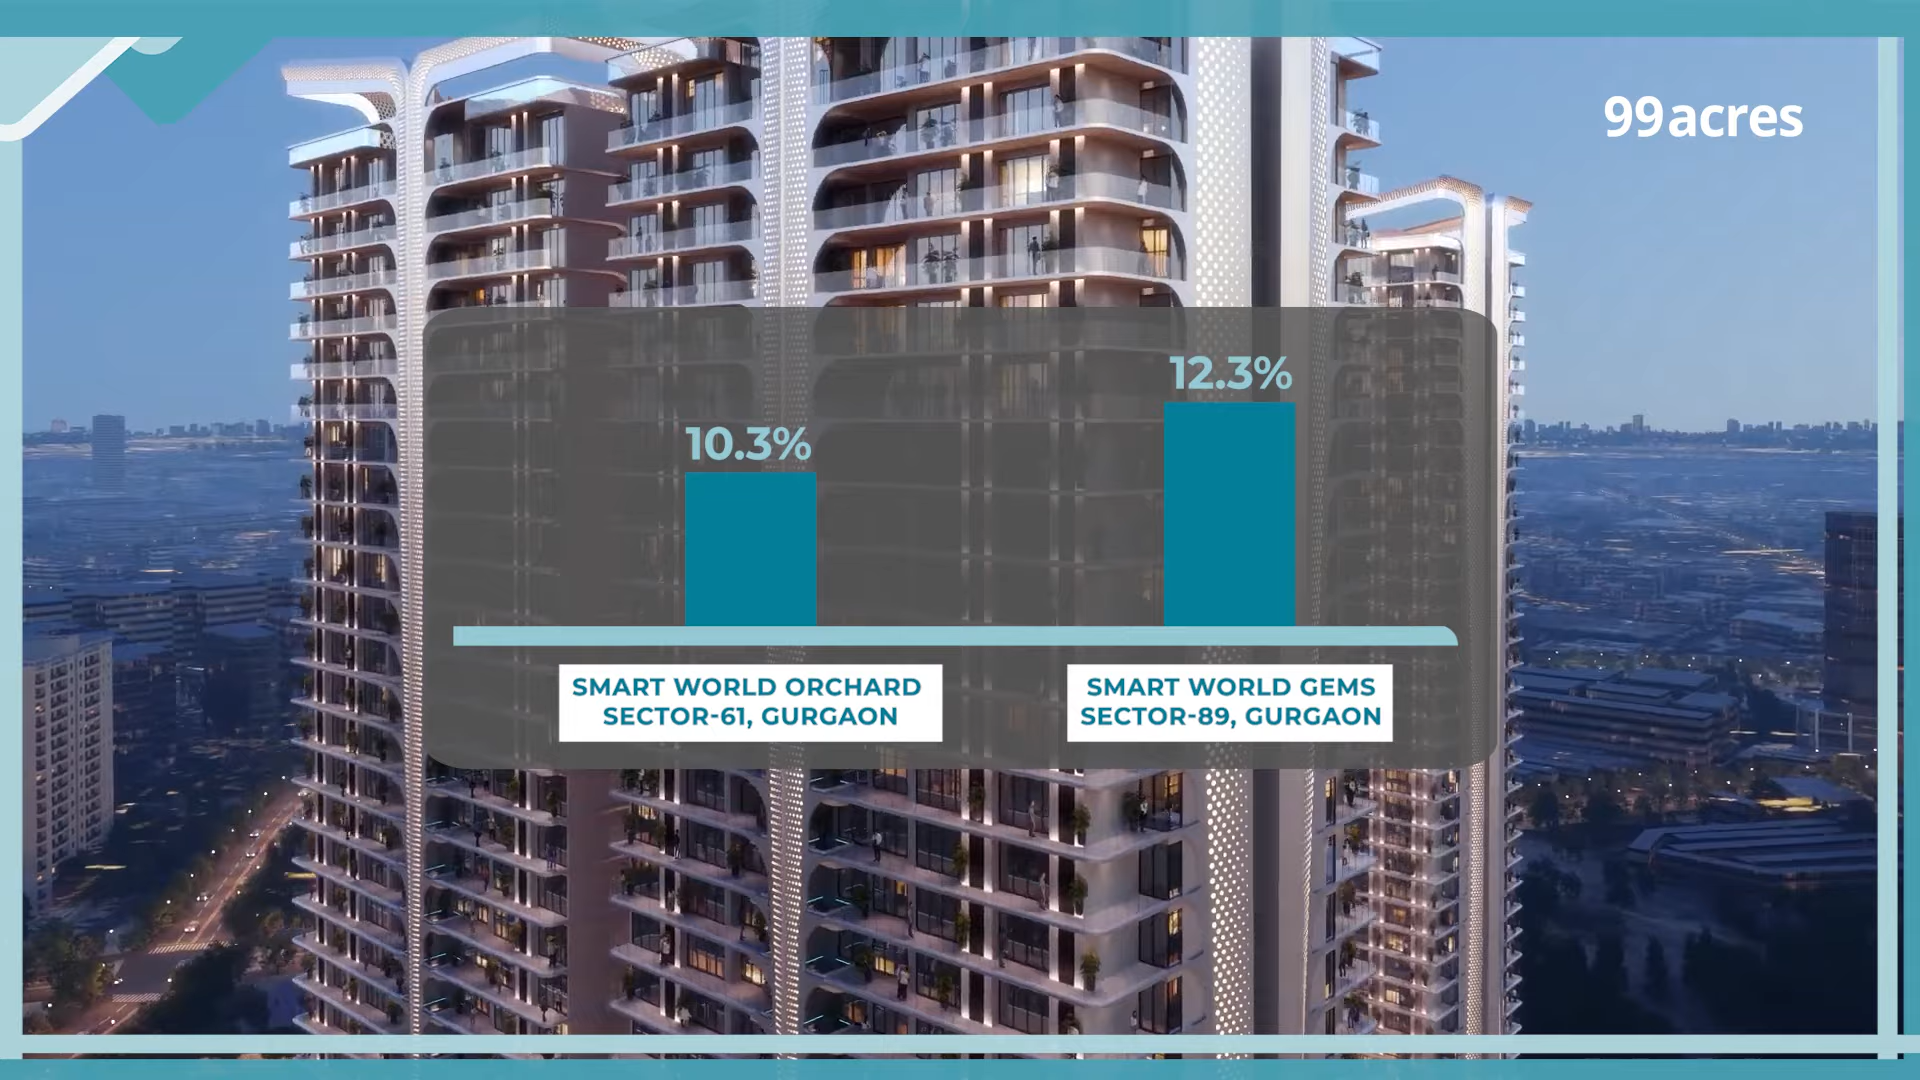 99acres
10.3%
12.3%
SMART WORLD ORCHARD
SECTOR-61, GURGAON
SMART WORLD GEMS
SECTOR-89, GURGAON